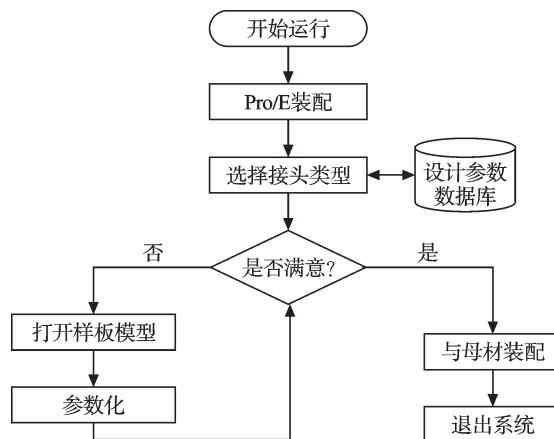 开始运行
Pro/E装配
选择接头类型
设计参数
数据库
是否满意?
否
是
打开样板模型
与母材装配
参数化
退出系统